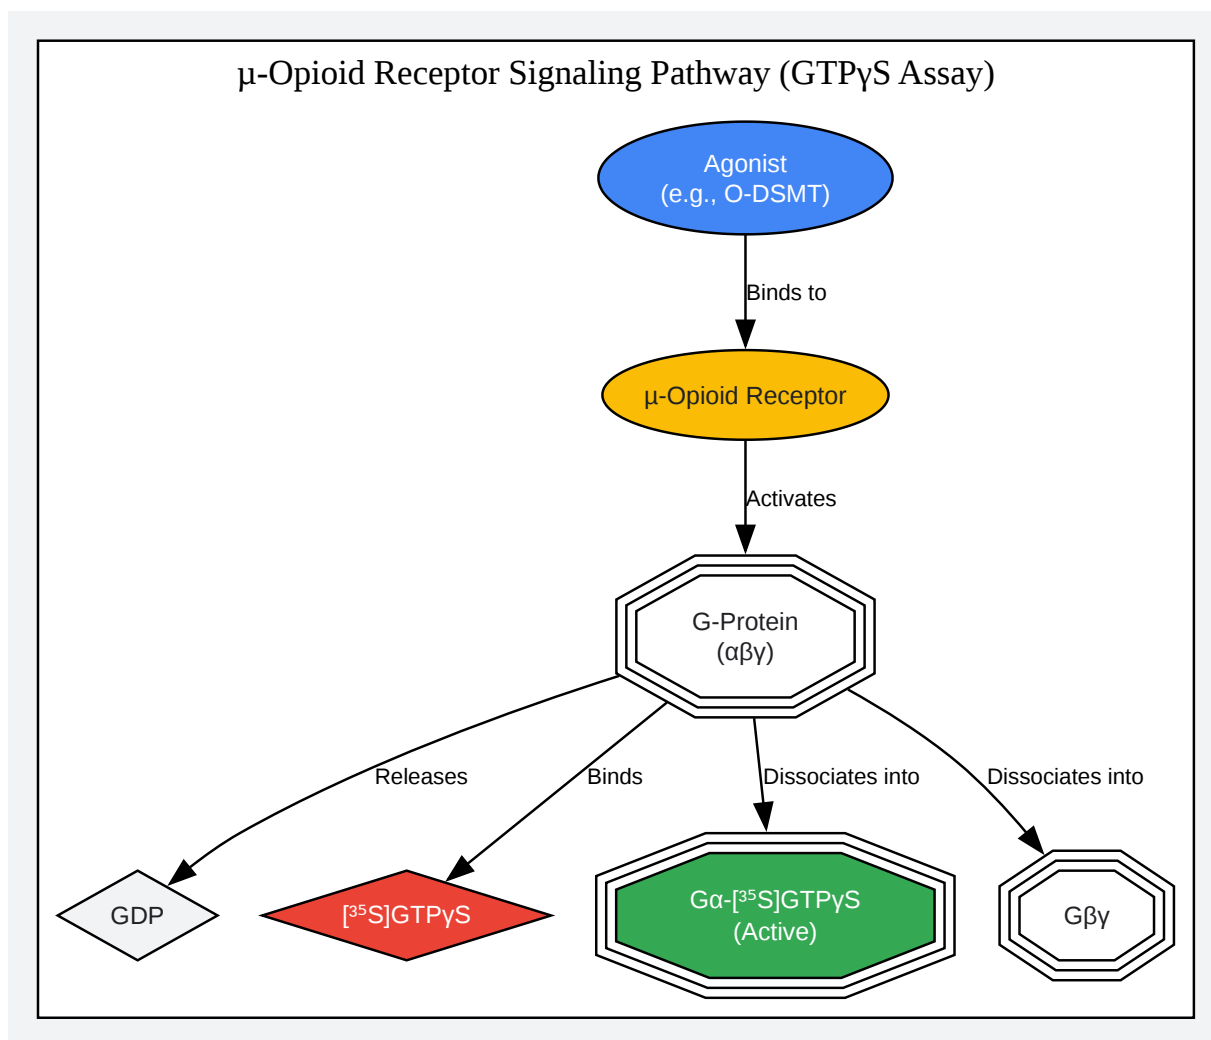 µ-Opioid Receptor Signaling Pathway (GTPγS Assay)
Agonist
(e.g., O-DSMT)
Binds to
µ-Opioid Receptor
Activates
G-Protein
(αβγ)
Releases
Binds
Dissociates into
Dissociates into
GDP
[³⁵S]GTPγS
Gα-[³⁵S]GTPγS
(Active)
Gβγ